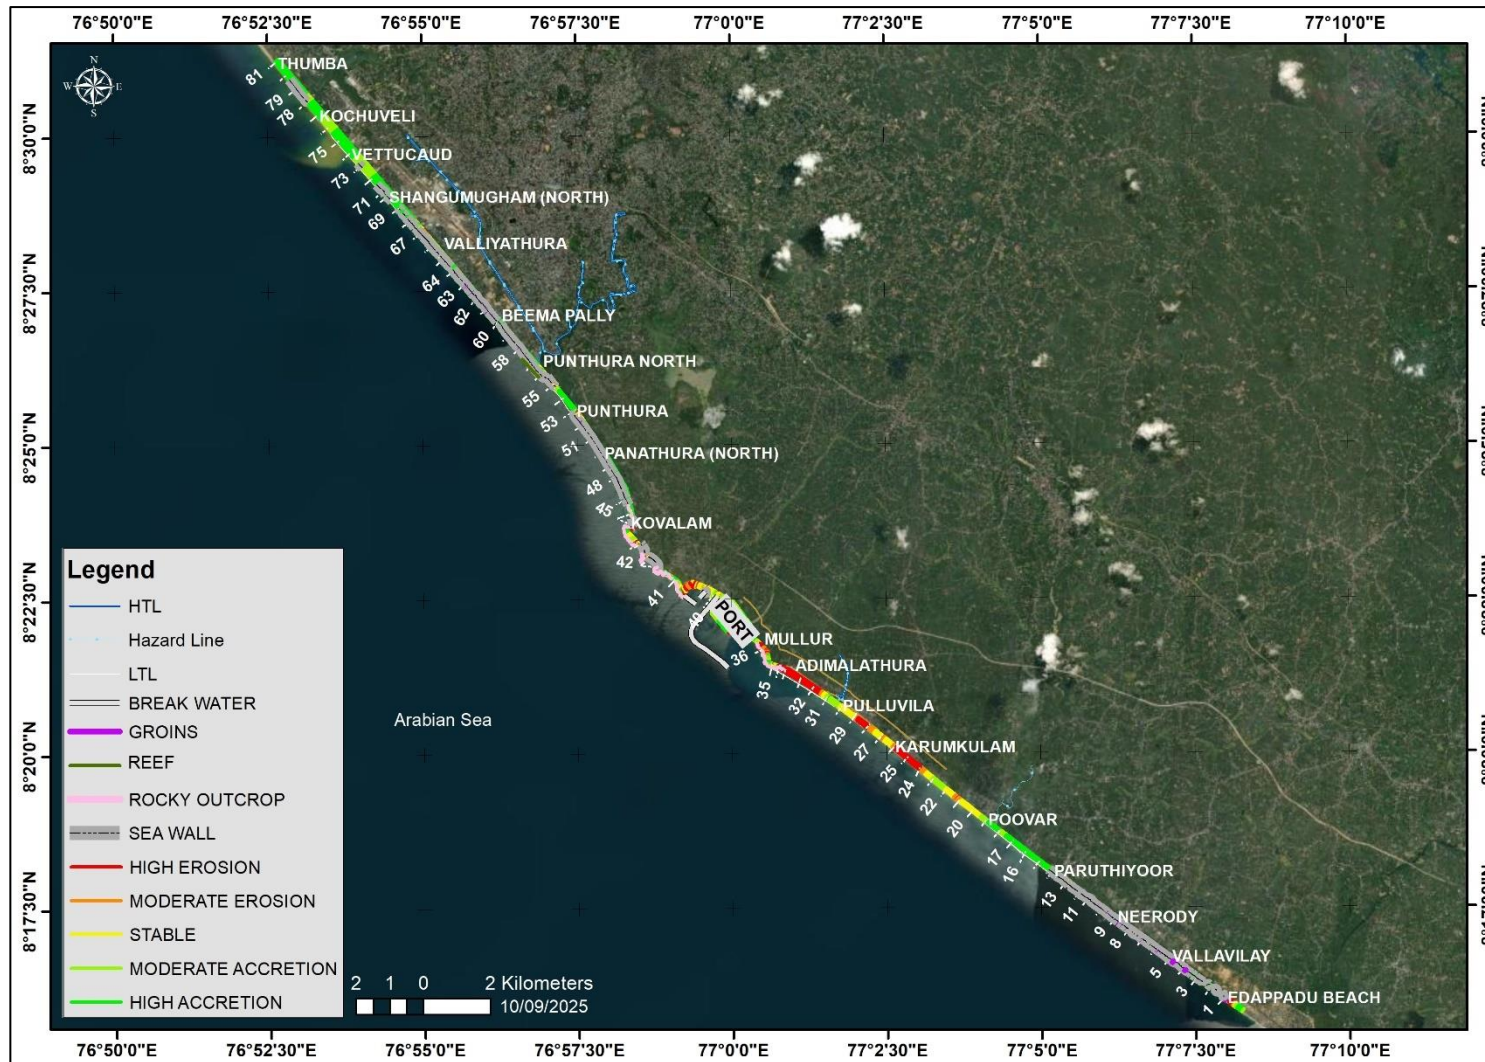 76°50'0"E
76°52'30"E
76°55'0"E
76°57'30"E
77°0'0"E
77°2'30"E
77°5'0"E
77°7'30"E
77°10'0"E
N
W
E
S
8°30'0"N
8°27'30"N
8°25'0"N
8°22'30"N
8°20'0"N
8°17'30"N
81
THUMBA
79
78
KOCHUVELI
75
VETTUCAUD
73
71
SHANGUMUGHAM (NORTH)
69
67
VALLIYATHURA
64
63
62
BEEMA PALLY
60
58
PUNTHURA NORTH
55
53
PUNTHURA
51
PANATHURA (NORTH)
48
45
KOVALAM
42
41
PORT
MULLUR
36
35
ADIMALATHURA
32
31
PULLUVILA
29
27
KARUMKULAM
25
24
22
20
POOVAR
17
16
PARUTHIYOOR
13
11
NEERODY
9
8
VALLAVILAY
5
3
1
EDAPPADU BEACH
Arabian Sea
Legend
HTL
Hazard Line
LTL
BREAK WATER
GROINS
REEF
ROCKY OUTCROP
SEA WALL
HIGH EROSION
MODERATE EROSION
STABLE
MODERATE ACCRETION
HIGH ACCRETION
2 1 0 2 Kilometers
10/09/2025
76°50'0"E
76°52'30"E
76°55'0"E
76°57'30"E
77°0'0"E
77°2'30"E
77°5'0"E
77°7'30"E
77°10'0"E